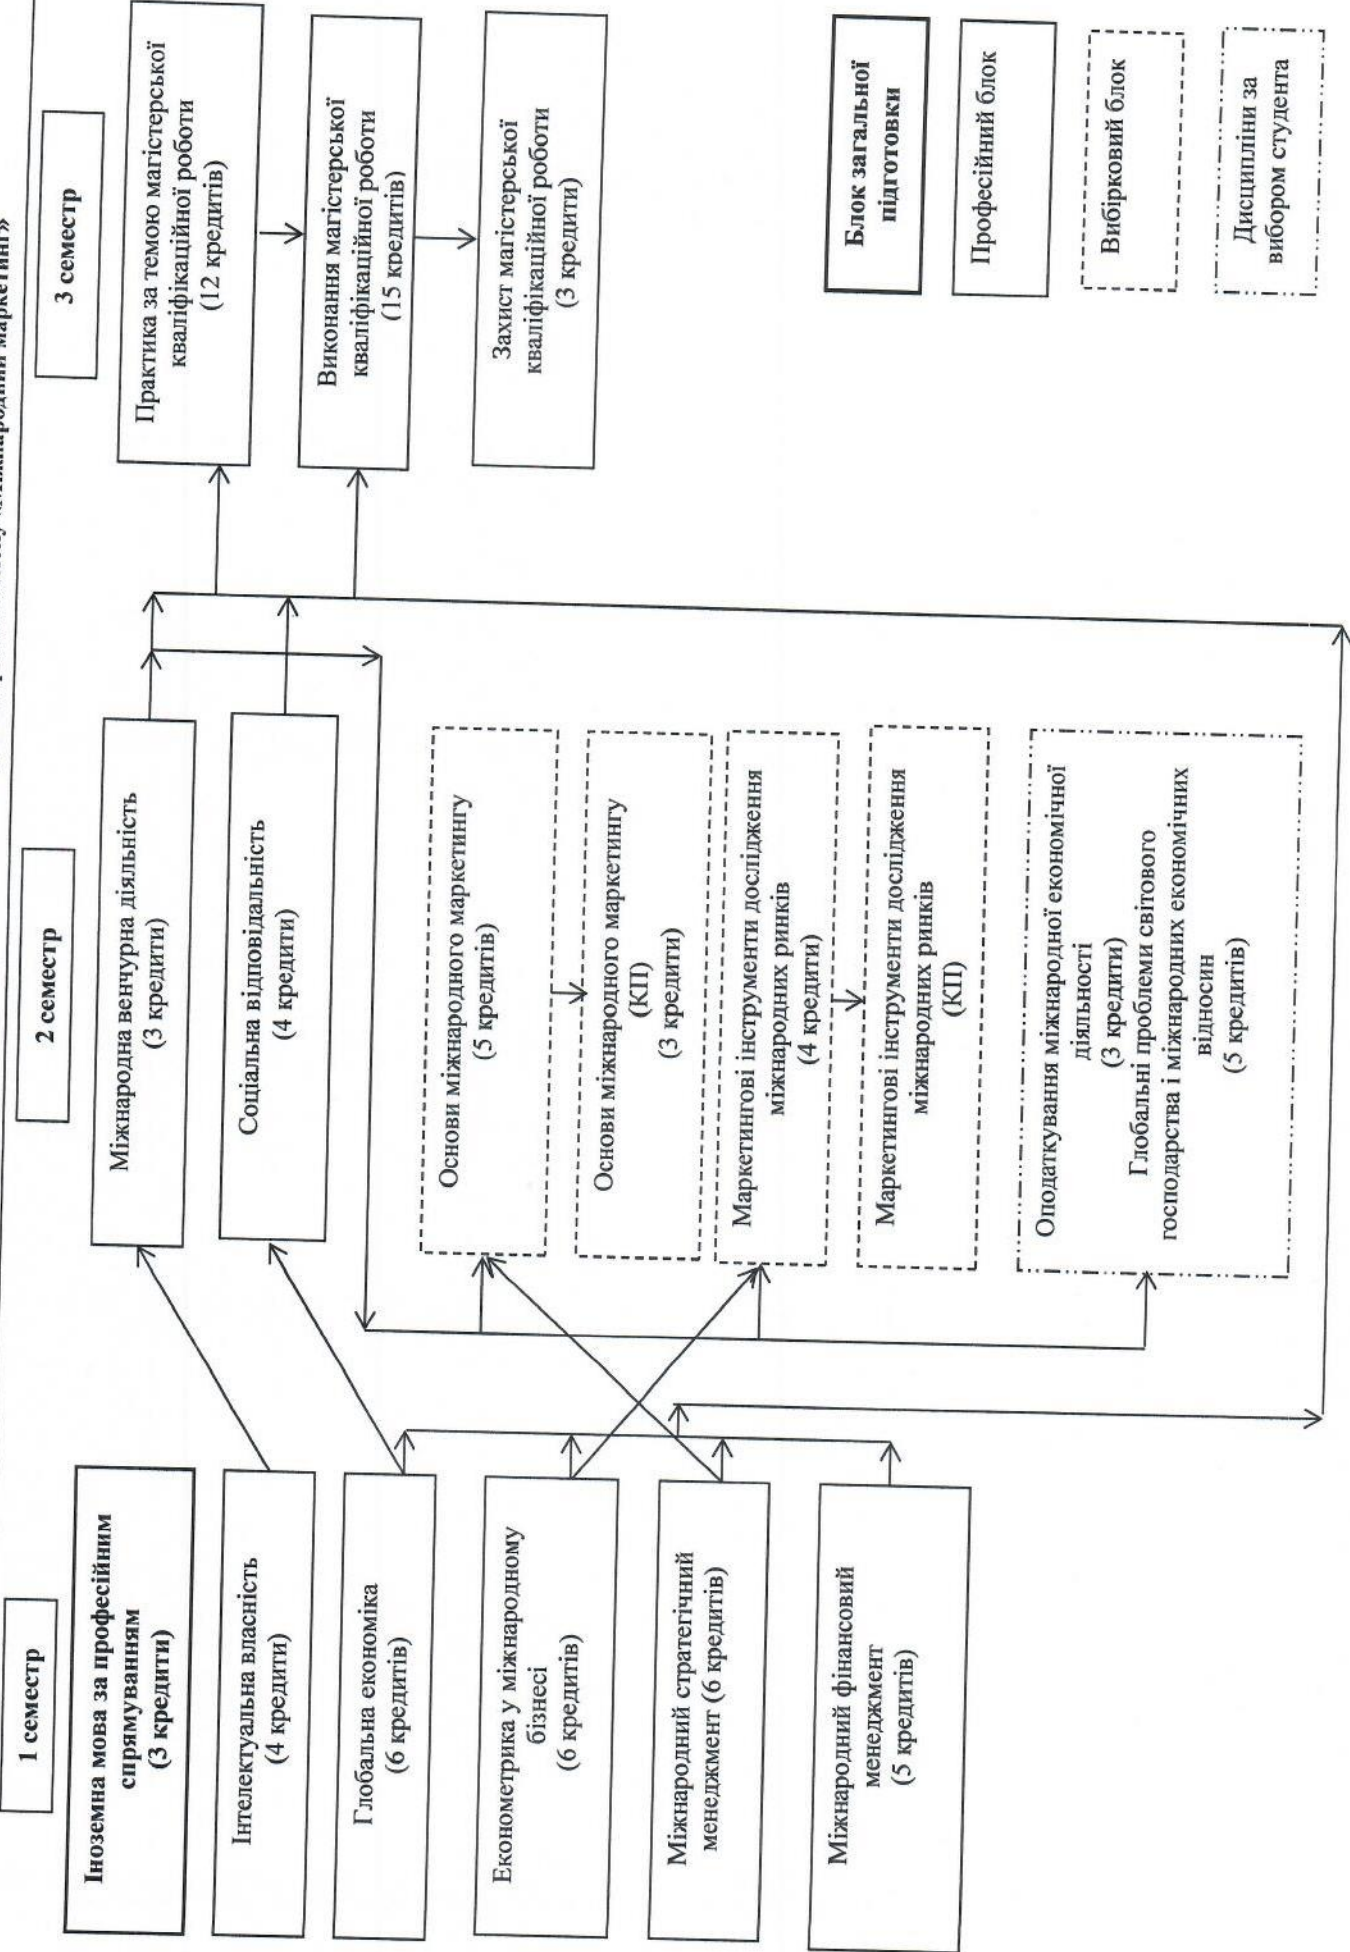 «Міжнародний маркетинг»
1 семестр
Іноземна мова за професійним
спрямуванням
(3 кредити)
Інтелектуальна власність
(4 кредити)
Глобальна економіка
(6 кредитів)
Економетрика у міжнародному
бізнесі
(6 кредитів)
Міжнародний стратегічний
менеджмент (6 кредитів)
Міжнародний фінансовий
менеджмент
(5 кредитів)
2 семестр
Міжнародна венчурна діяльність
(3 кредити)
Соціальна відповідальність
(4 кредити)
Основи міжнародного маркетингу
(5 кредитів)
Основи міжнародного маркетингу
(КП)
(3 кредити)
Маркетингові інструменти дослідження
міжнародних ринків
(4 кредити)
Маркетингові інструменти дослідження
міжнародних ринків
(КП)
Оподаткування міжнародної економічної
діяльності
(3 кредити)
Глобальні проблеми світового
господарства і міжнародних економічних
відносин
(5 кредитів)
3 семестр
Практика за темою магістерської
кваліфікаційної роботи
(12 кредитів)
Виконання магістерської
кваліфікаційної роботи
(15 кредитів)
Захист магістерської
кваліфікаційної роботи
(3 кредити)
Блок загальної
підготовки
Професійний блок
Вибірковий блок
Дисципліни за
вибором студента